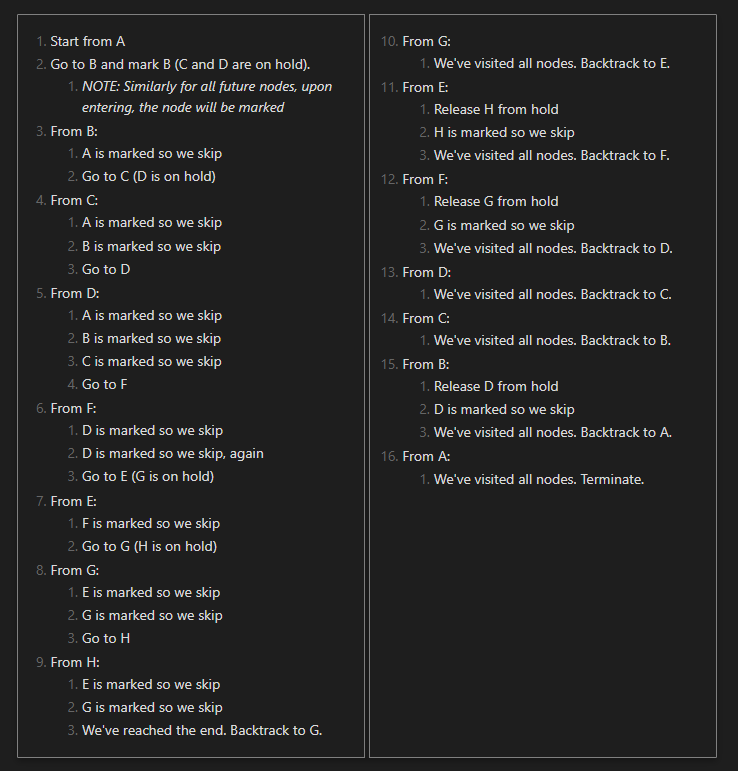 1. Start from A
2. Go to B and mark B (C and D are on hold).
1. NOTE: Similarly for all future nodes, upon
entering, the node will be marked
3. From B:
1. A is marked so we skip
2. Go to C (D is on hold)
4. From C:
1. A is marked so we skip
2. B is marked so we skip
3. Go to D
5. From D:
1. A is marked so we skip
2. B is marked so we skip
3. C is marked so we skip
4. Go to F
6. From F:
1. D is marked so we skip
2. D is marked so we skip, again
3. Go to E (G is on hold)
7. From E:
1. F is marked so we skip
2. Go to G (H is on hold)
8. From G:
1. E is marked so we skip
2. G is marked so we skip
3. Go to H
9. From H:
1. E is marked so we skip
2. G is marked so we skip
3. We've reached the end. Backtrack to G.
10. From G:
1. We've visited all nodes. Backtrack to E.
11. From E:
1. Release H from hold
2. H is marked so we skip
3. We've visited all nodes. Backtrack to F.
12. From F:
1. Release G from hold
2. G is marked so we skip
3. We've visited all nodes. Backtrack to D.
13. From D:
1. We've visited all nodes. Backtrack to C.
14. From C:
1. We've visited all nodes. Backtrack to B.
15. From B:
1. Release D from hold
2. D is marked so we skip
3. We've visited all nodes. Backtrack to A.
16. From A:
1. We've visited all nodes. Terminate.